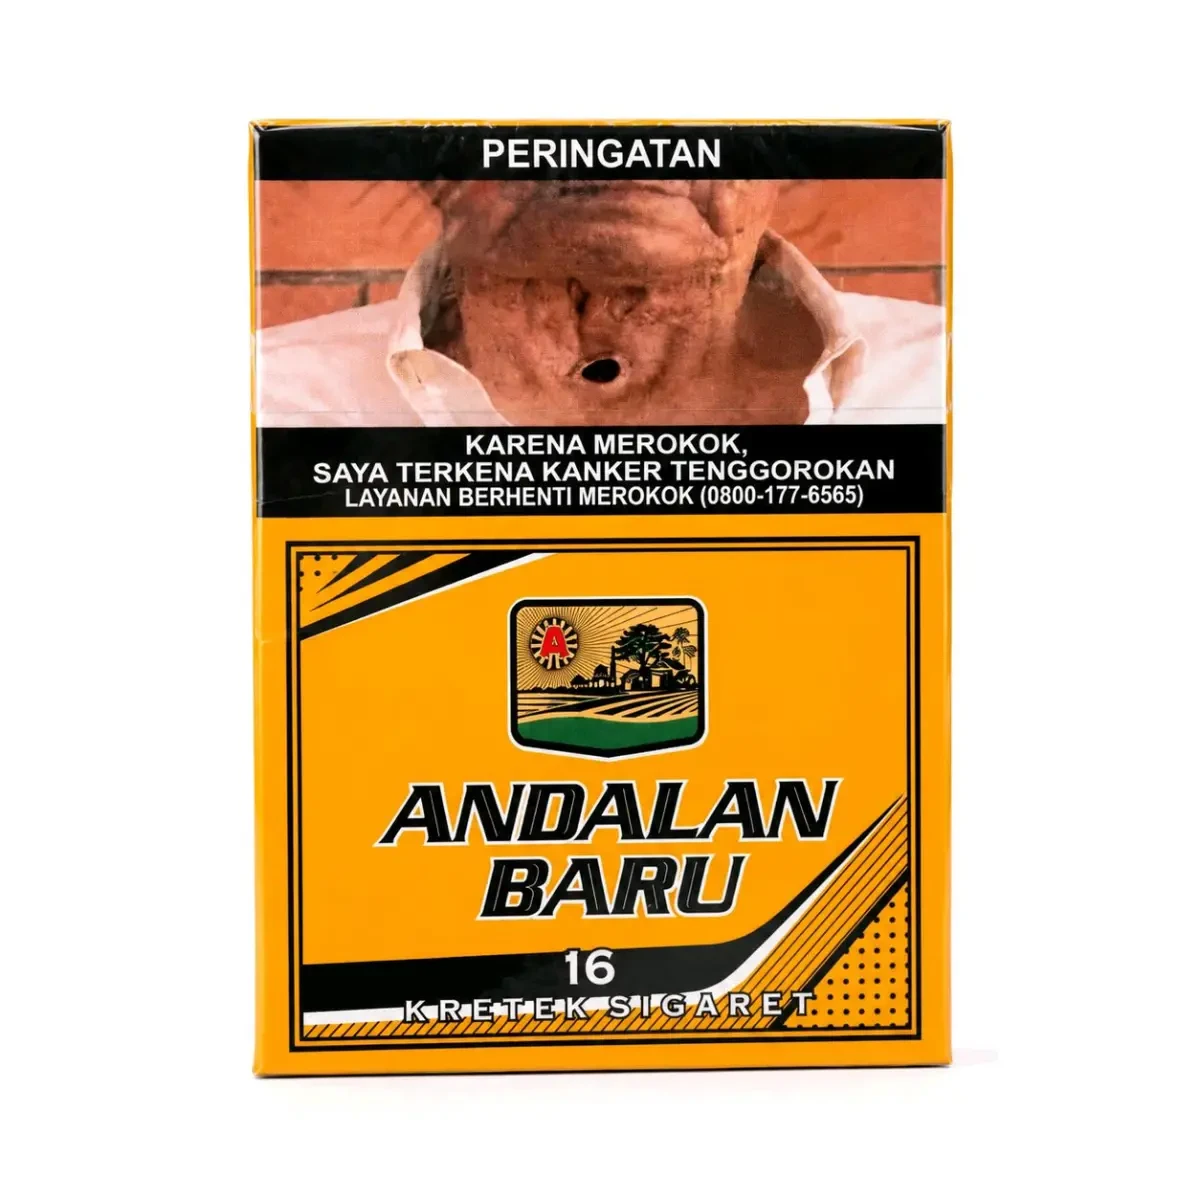 PERINGATAN
KARENA MEROKOK,
SAYA TERKENA KANKER TENGGOROKAN
LAYANAN BERHENTI MEROKOK (0800-177-6565)
A
ANDALAN
BARU
16
KRETEK SIGARET